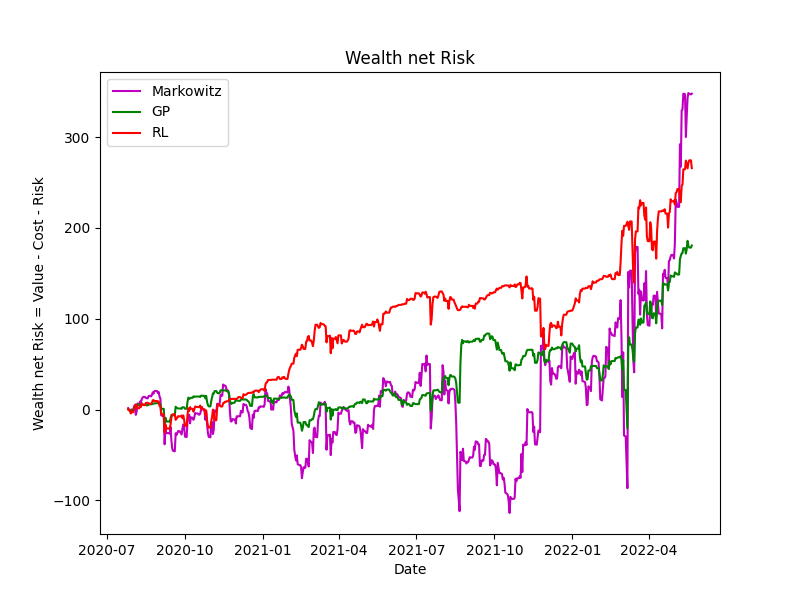 Wealth net Risk
Markowitz
GP
RL
Wealth net Risk = Value - Cost - Risk
300
200
100
0
−100
2020-07 2020-10 2021-01 2021-04 2021-07 2021-10 2022-01 2022-04
Date